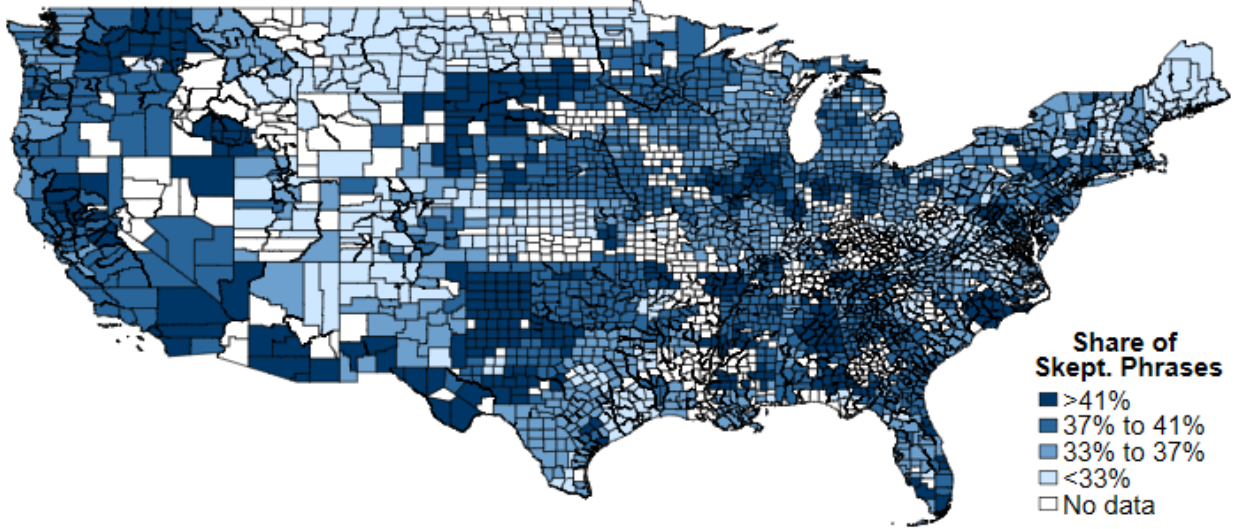 Share of
Skept. Phrases
>41%
37% to 41%
33% to 37%
<33%
No data